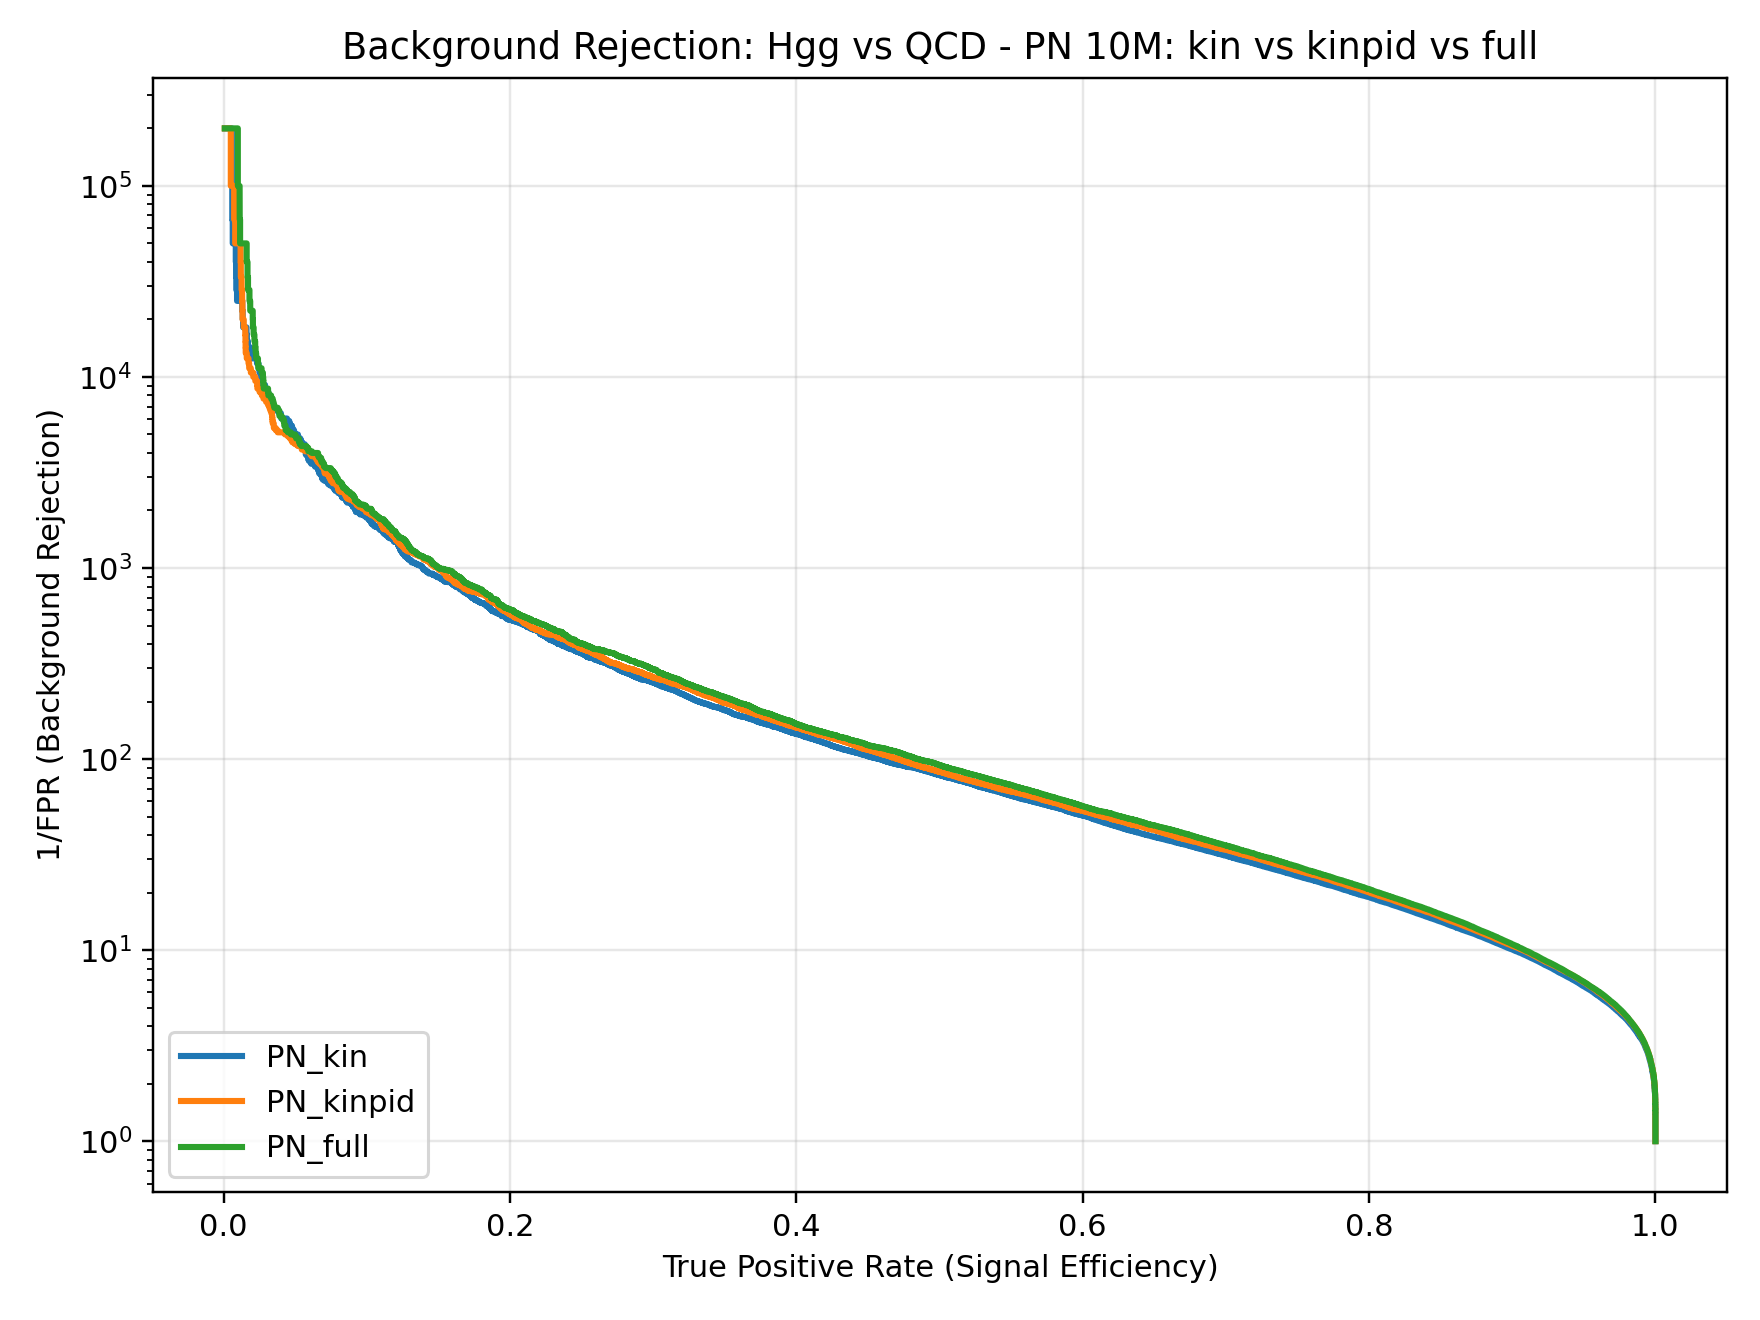 Background Rejection: Hgg vs QCD - PN 10M: kin vs kinpid vs full
1/FPR (Background Rejection)
10⁵
10⁴
10³
10²
10¹
10⁰
PN_kin
PN_kinpid
PN_full
0.0 0.2 0.4 0.6 0.8 1.0
True Positive Rate (Signal Efficiency)